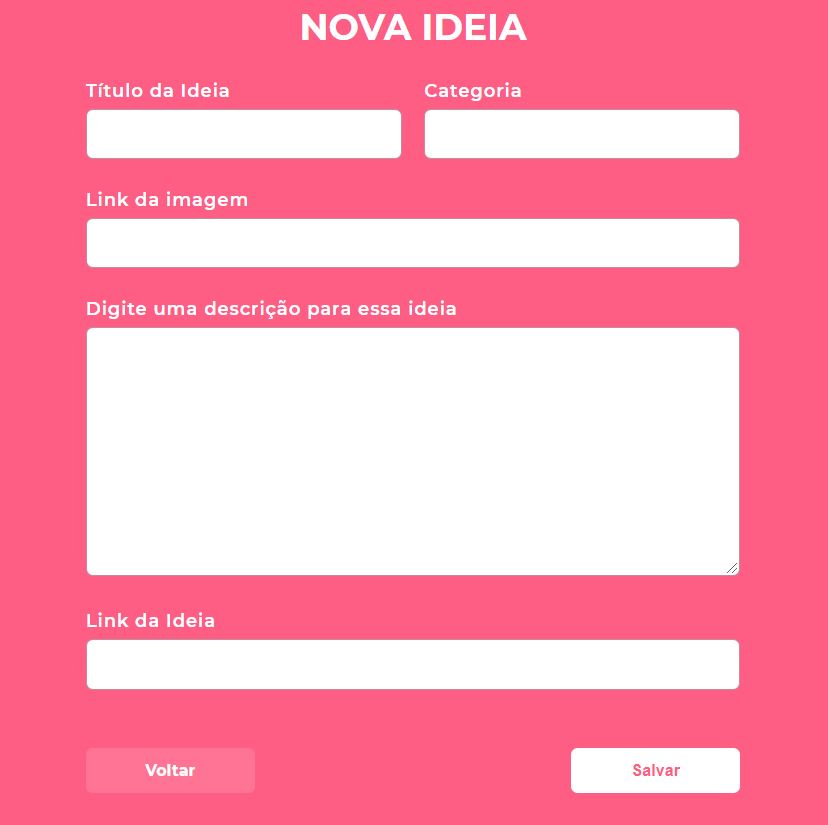 NOVA IDEIA
Título da Ideia
Categoria
Link da imagem
Digite uma descrição para essa ideia
Link da Ideia
Voltar
Salvar